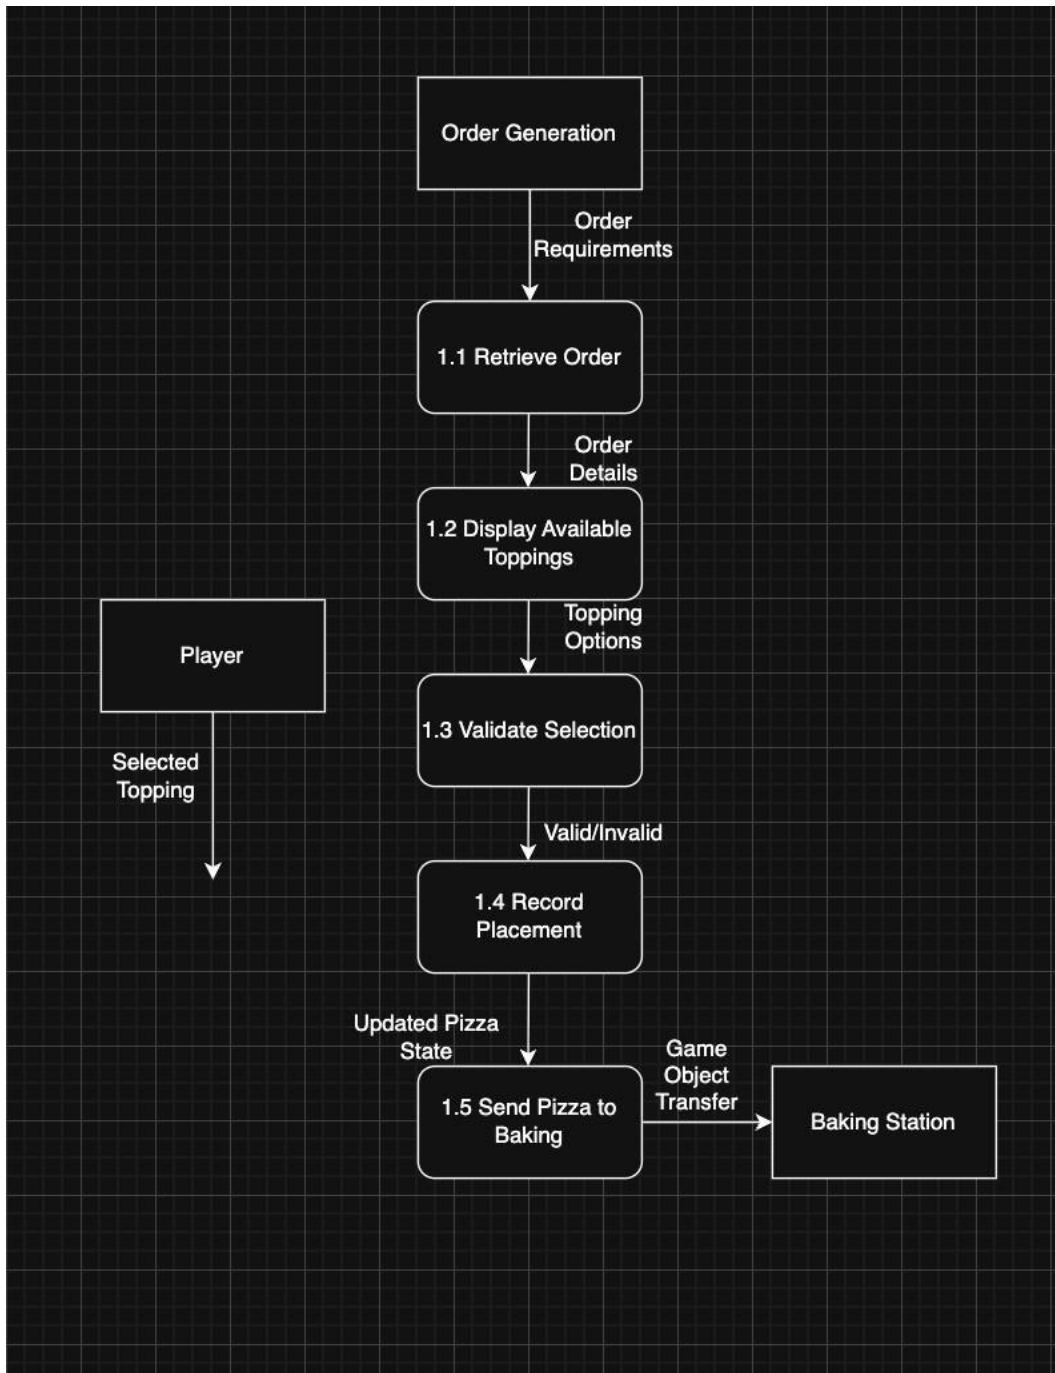 Order Generation
Order
Requirements
1.1 Retrieve Order
Order
Details
1.2 Display Available
Toppings
Topping
Options
Player
1.3 Validate Selection
Selected
Topping
Valid/Invalid
1.4 Record
Placement
Updated Pizza
State
Game
Object
Transfer
1.5 Send Pizza to
Baking
Baking Station